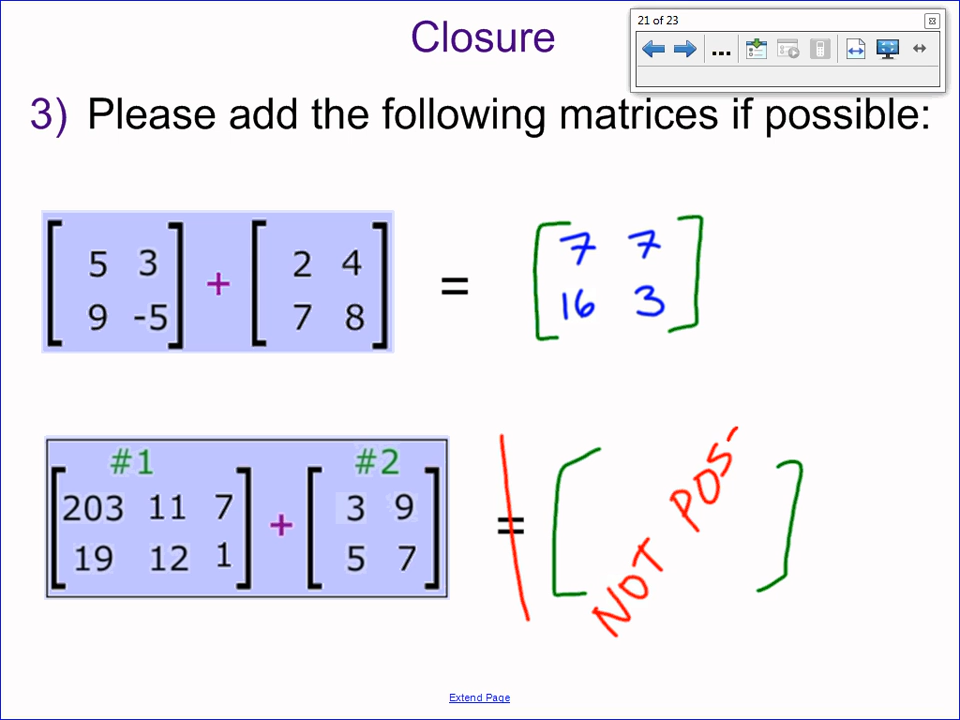 Closure
21 of 23
3) Please add the following matrices if possible:
5 3 + 2 4 = 7 7
9 -5 7 8 16 3
#1 #2
203 11 7 + 3 9 = NOT POS
19 12 1 5 7
Extend Page